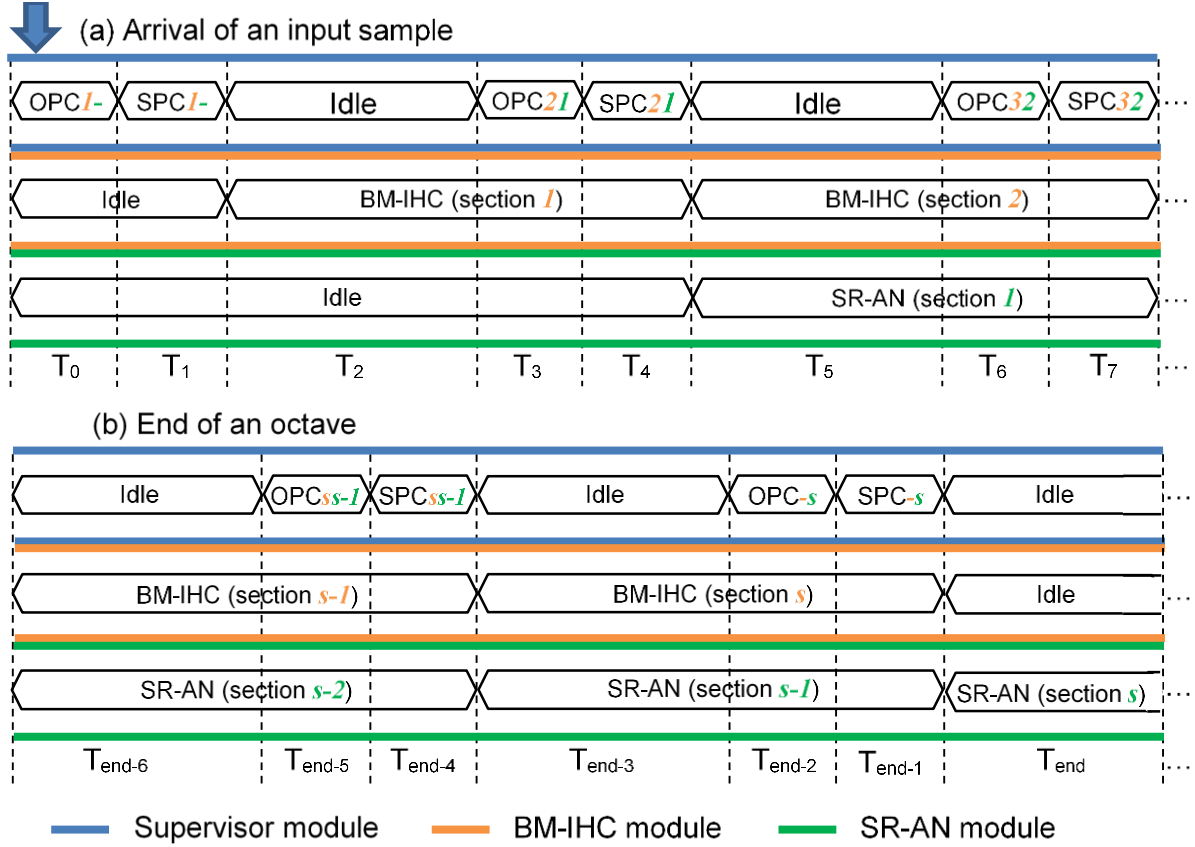 (a) Arrival of an input sample
OPC1- SPC1- Idle OPC21 SPC21 Idle OPC32 SPC32 ...
Idle BM-IHC (section 1) BM-IHC (section 2) ...
Idle SR-AN (section 1) ...
T0 T1 T2 T3 T4 T5 T6 T7 ...
(b) End of an octave
Idle OPCss-1 SPCss-1 Idle OPC-s SPC-s Idle ...
BM-IHC (section s-1) BM-IHC (section s) Idle ...
SR-AN (section s-2) SR-AN (section s-1) SR-AN (section s) ...
Tend-6 Tend-5 Tend-4 Tend-3 Tend-2 Tend-1 Tend ...
Supervisor module BM-IHC module SR-AN module